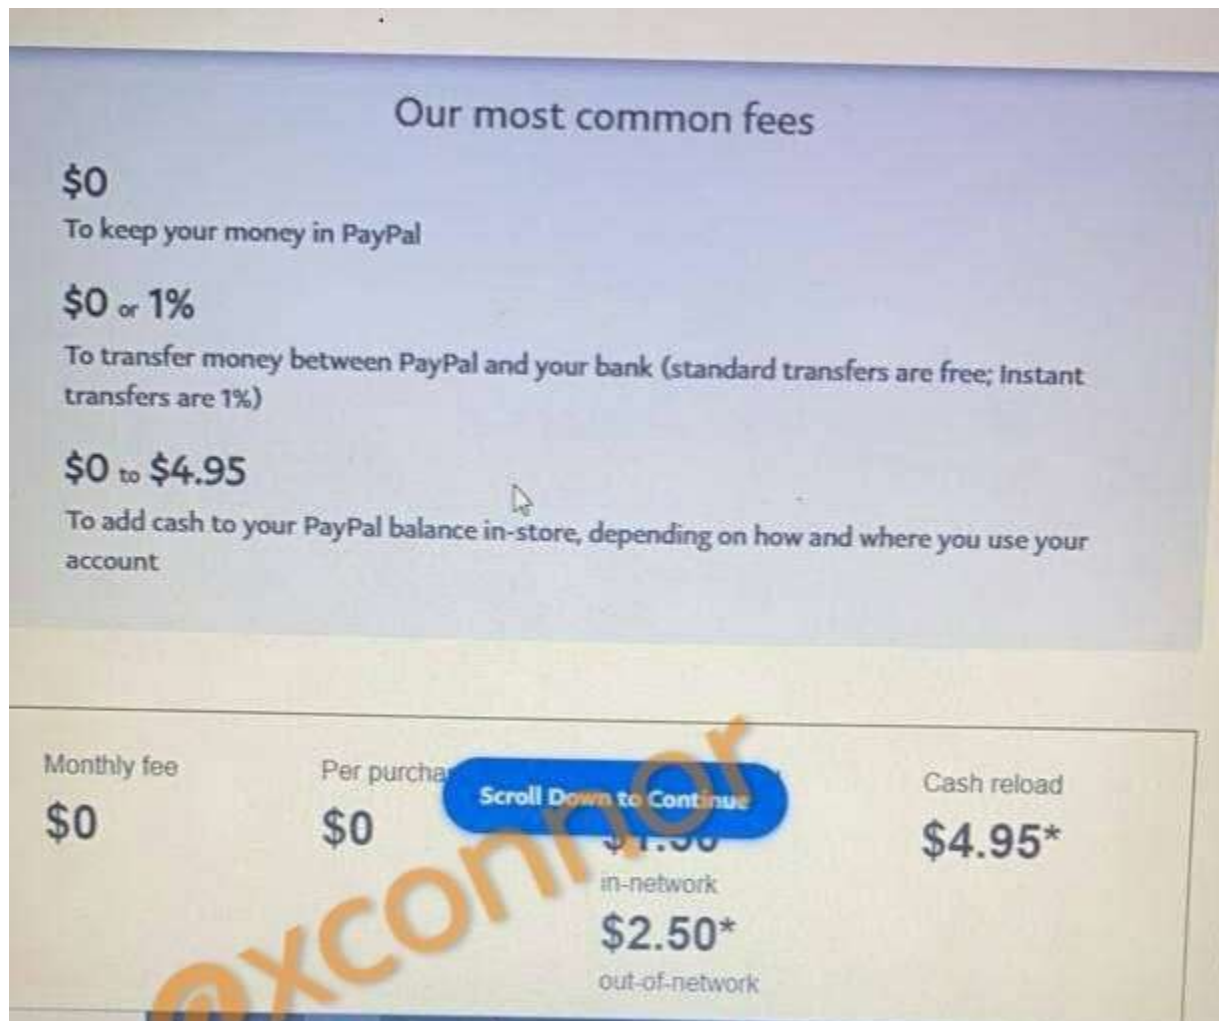 Our most common fees
$0
To keep your money in PayPal
$0 or 1%
To transfer money between PayPal and your bank (standard transfers are free; Instant
transfers are 1%)
$0 to $4.95
To add cash to your PayPal balance in-store, depending on how and where you use your
account
Monthly fee
$0
Per
$0
Scroll Down to Continue
in-network
$2.50*
out-of-network
Cash reload
$4.95*
@xconnor